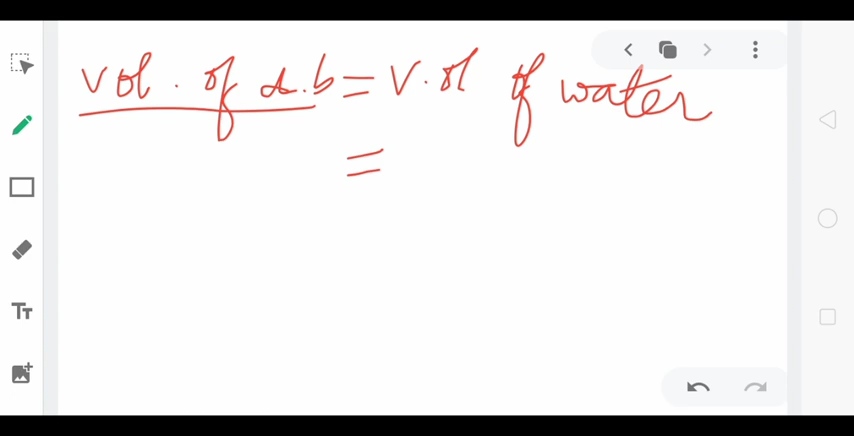 vol. of s.b = v.ol of water
=